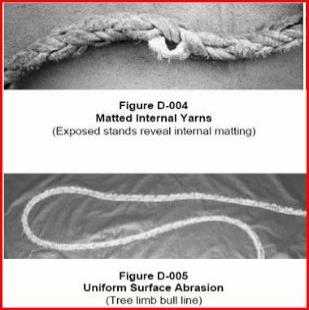 Figure D-004
Matted Internal Yarns
(Exposed stands reveal internal matting)
Figure D-005
Uniform Surface Abrasion
(Tree limb bull line)